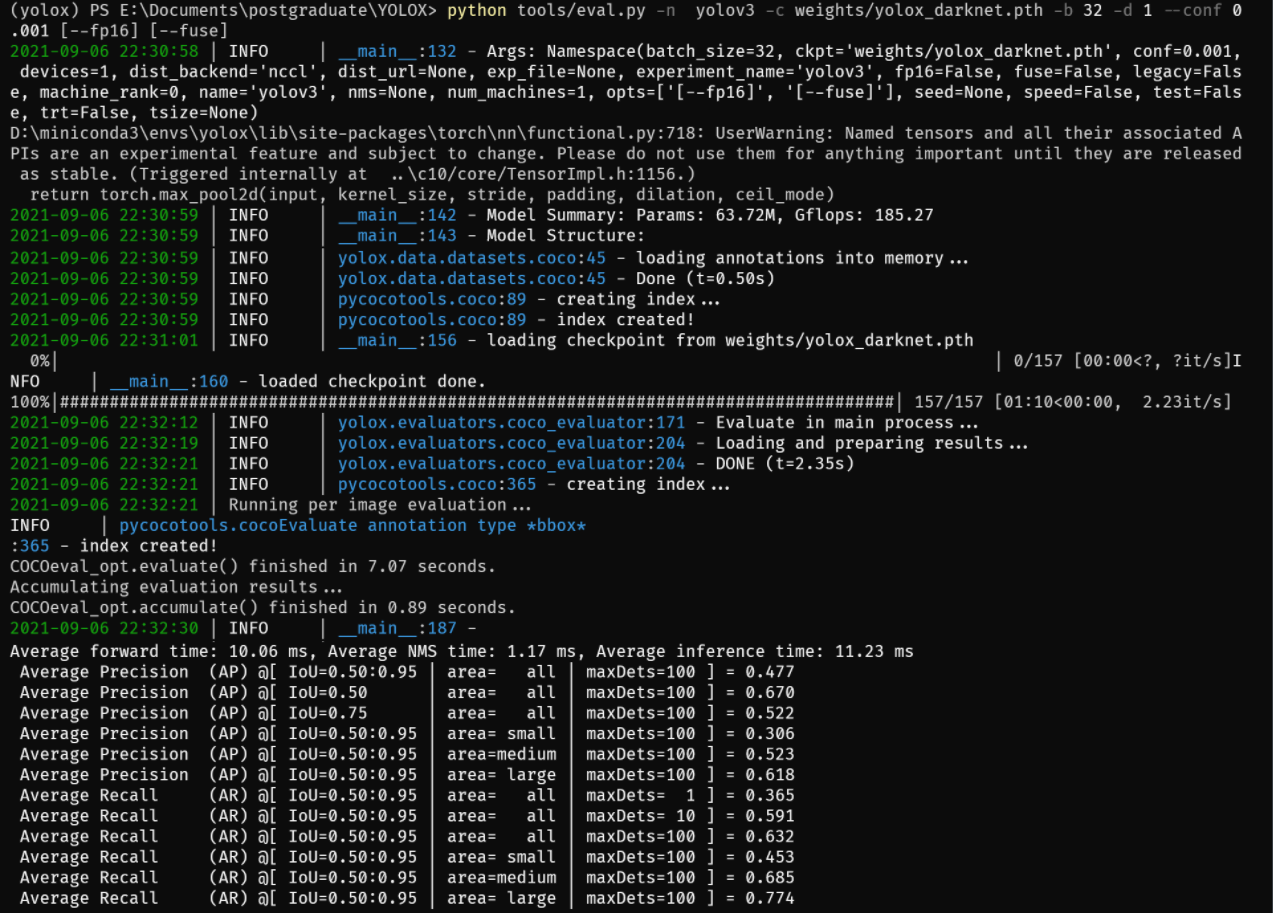 (yolox) PS E:\Documents\postgraduate\YOLOX> python tools/eval.py -n  yolov3 -c weights/yolox_darknet.pth -b 32 -d 1 --conf 0
.001 [--fp16] [--fuse]
2021-09-06 22:30:58 | INFO     | __main__:132 - Args: Namespace(batch_size=32, ckpt='weights/yolox_darknet.pth', conf=0.001,
 devices=1, dist_backend='nccl', dist_url=None, exp_file=None, experiment_name='yolov3', fp16=False, fuse=False, legacy=Fals
e, machine_rank=0, name='yolov3', nms=None, num_machines=1, opts=['[--fp16]', '[--fuse]'], seed=None, speed=False, test=Fals
e, trt=False, tsize=None)
D:\miniconda3\envs\yolox\lib\site-packages\torch\nn\functional.py:718: UserWarning: Named tensors and all their associated A
PIs are an experimental feature and subject to change. Please do not use them for anything important until they are released
 as stable. (Triggered internally at  ..\c10/core/TensorImpl.h:1156.)
  return torch.max_pool2d(input, kernel_size, stride, padding, dilation, ceil_mode)
2021-09-06 22:30:59 | INFO     | __main__:142 - Model Summary: Params: 63.72M, Gflops: 185.27
2021-09-06 22:30:59 | INFO     | __main__:143 - Model Structure:
2021-09-06 22:30:59 | INFO     | yolox.data.datasets.coco:45 - loading annotations into memory...
2021-09-06 22:30:59 | INFO     | yolox.data.datasets.coco:45 - Done (t=0.50s)
2021-09-06 22:30:59 | INFO     | pycocotools.coco:89 - creating index...
2021-09-06 22:30:59 | INFO     | pycocotools.coco:89 - index created!
2021-09-06 22:31:01 | INFO     | __main__:156 - loading checkpoint from weights/yolox_darknet.pth
  0%|                                                                                              | 0/157 [00:00<?, ?it/s]I
NFO     | __main__:160 - loaded checkpoint done.
100%|####################################################################################| 157/157 [01:10<00:00,  2.23it/s]
2021-09-06 22:32:12 | INFO     | yolox.evaluators.coco_evaluator:171 - Evaluate in main process...
2021-09-06 22:32:19 | INFO     | yolox.evaluators.coco_evaluator:204 - Loading and preparing results...
2021-09-06 22:32:21 | INFO     | yolox.evaluators.coco_evaluator:204 - DONE (t=2.35s)
2021-09-06 22:32:21 | INFO     | pycocotools.coco:365 - creating index...
2021-09-06 22:32:21 | Running per image evaluation...
INFO     | pycocotools.cocoEvaluate annotation type *bbox*
:365 - index created!
COCOeval_opt.evaluate() finished in 7.07 seconds.
Accumulating evaluation results...
COCOeval_opt.accumulate() finished in 0.89 seconds.
2021-09-06 22:32:30 | INFO     | __main__:187 -
Average forward time: 10.06 ms, Average NMS time: 1.17 ms, Average inference time: 11.23 ms
 Average Precision  (AP) @[ IoU=0.50:0.95 | area=   all | maxDets=100 ] = 0.477
 Average Precision  (AP) @[ IoU=0.50      | area=   all | maxDets=100 ] = 0.670
 Average Precision  (AP) @[ IoU=0.75      | area=   all | maxDets=100 ] = 0.522
 Average Precision  (AP) @[ IoU=0.50:0.95 | area= small | maxDets=100 ] = 0.306
 Average Precision  (AP) @[ IoU=0.50:0.95 | area=medium | maxDets=100 ] = 0.523
 Average Precision  (AP) @[ IoU=0.50:0.95 | area= large | maxDets=100 ] = 0.618
 Average Recall     (AR) @[ IoU=0.50:0.95 | area=   all | maxDets=  1 ] = 0.365
 Average Recall     (AR) @[ IoU=0.50:0.95 | area=   all | maxDets= 10 ] = 0.591
 Average Recall     (AR) @[ IoU=0.50:0.95 | area=   all | maxDets=100 ] = 0.632
 Average Recall     (AR) @[ IoU=0.50:0.95 | area= small | maxDets=100 ] = 0.453
 Average Recall     (AR) @[ IoU=0.50:0.95 | area=medium | maxDets=100 ] = 0.685
 Average Recall     (AR) @[ IoU=0.50:0.95 | area= large | maxDets=100 ] = 0.774